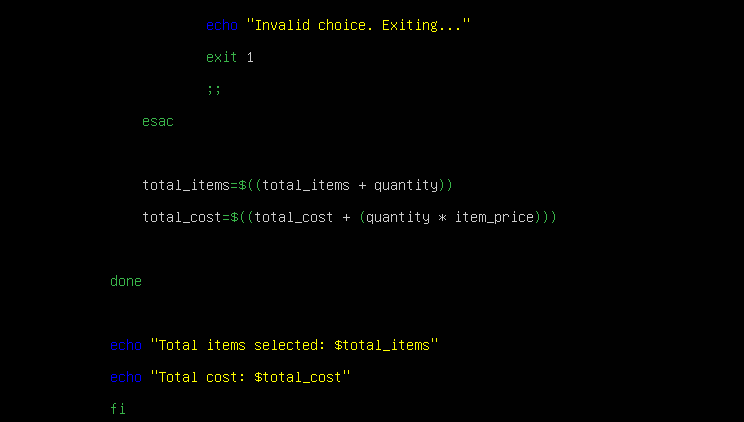 echo "Invalid choice. Exiting..."
exit 1
;;
esac
total_items=$((total_items + quantity))
total_cost=$((total_cost + (quantity * item_price)))
done
echo "Total items selected: $total_items"
echo "Total cost: $total_cost"
fi